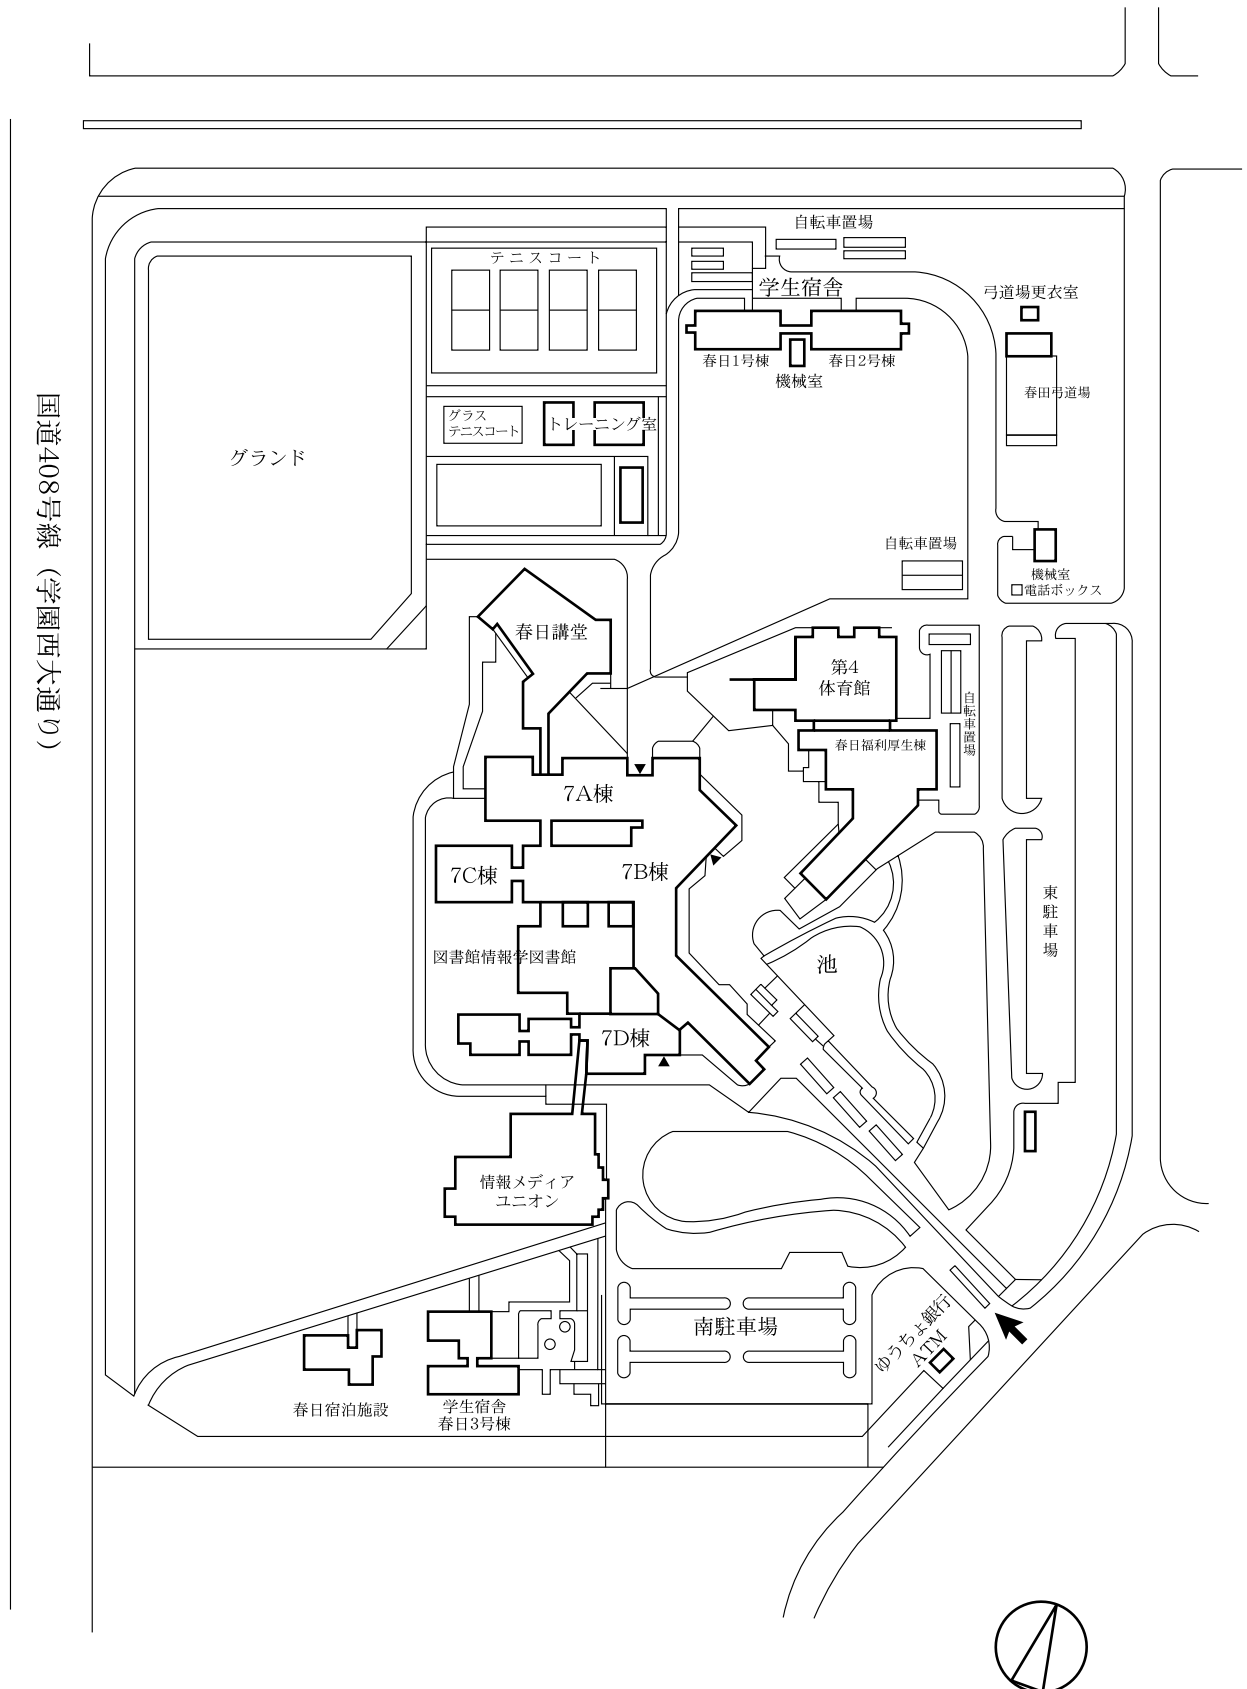 自転車置場
テニスコート
学生宿舎
弓道場更衣室
春日1号棟
春日2号棟
機械室
春田弓道場
グラス
テニスコート
トレーニング室
グランド
国道408号線（学園西大通り）
自転車置場
機械室
電話ボックス
春日講堂
第4
体育館
自転車置場
春日福利厚生棟
7A棟
7B棟
7C棟
東駐車場
図書館情報学図書館
池
7D棟
情報メディア
ユニオン
南駐車場
ゆうちょ銀行
ATM
春日宿泊施設
学生宿舎
春日3号棟